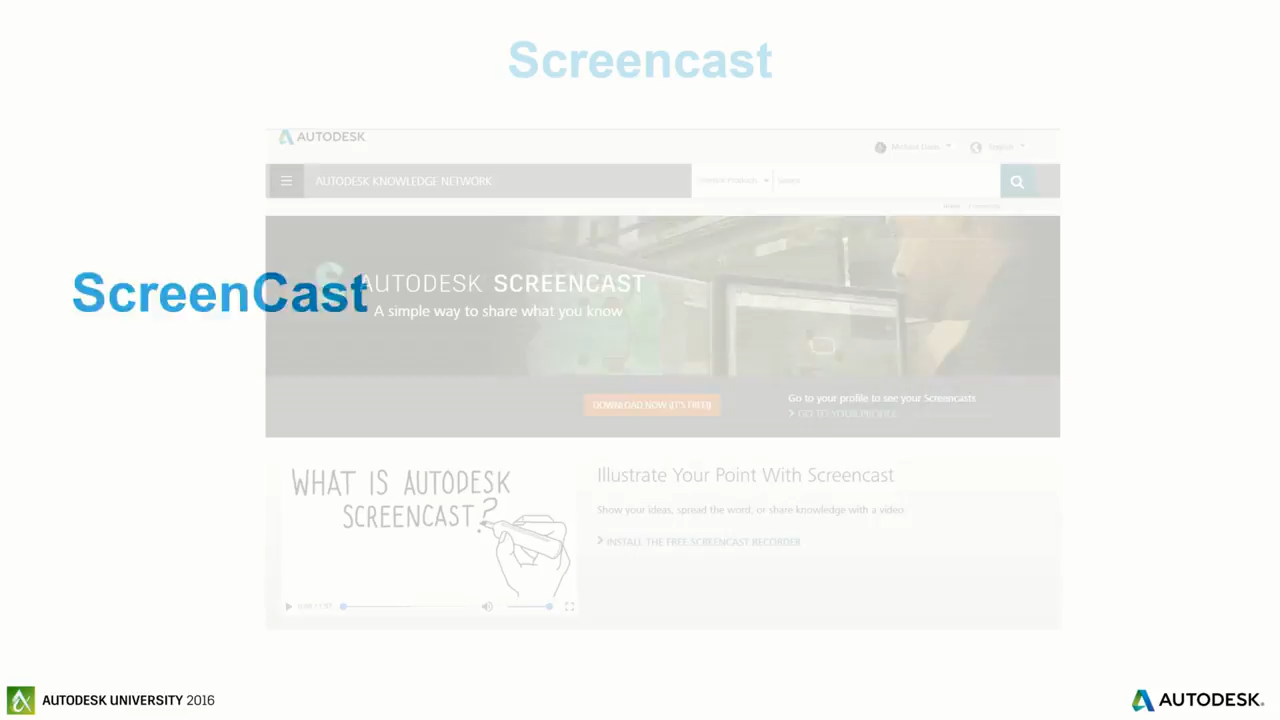 Screencast
AUTODESK
English
AUTODESK KNOWLEDGE NETWORK
Search
ScreenCast
AUTODESK SCREENCAST
A simple way to share what you know
DOWNLOAD NOW (IT'S FREE!)
Go to your profile to see your Screencasts
GO TO YOUR PROFILE
WHAT IS AUTODESK
SCREENCAST?
Illustrate Your Point With Screencast
Show your ideas, spread the word, or share knowledge with a video.
INSTALL THE FREE SCREENCAST RECORDER
AUTODESK UNIVERSITY 2016
AUTODESK.